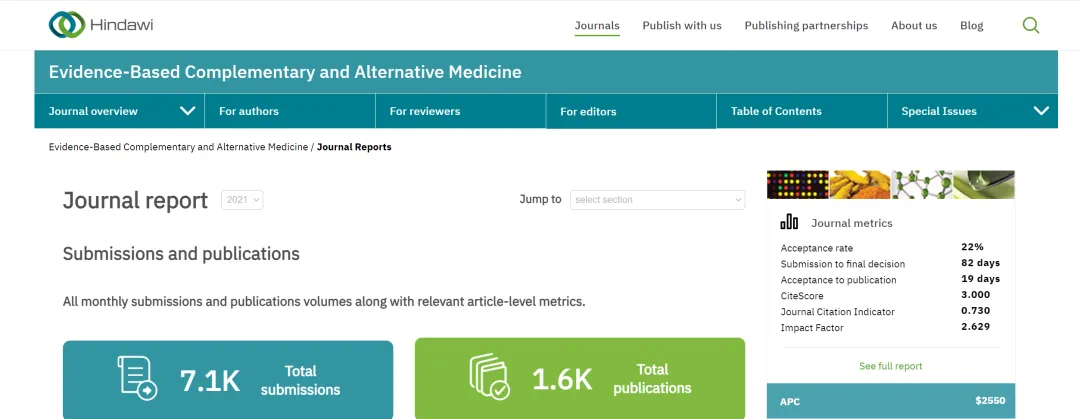 Hindawi
Journals Publish with us Publishing partnerships About us Blog
Evidence-Based Complementary and Alternative Medicine
Journal overview For authors For reviewers For editors Table of Contents Special Issues
Evidence-Based Complementary and Alternative Medicine / Journal Reports
Journal report 2021
Jump to select section
Submissions and publications
All monthly submissions and publications volumes along with relevant article-level metrics.
7.1K Total submissions
1.6K Total publications
Journal metrics
Acceptance rate 22%
Submission to final decision 82 days
Acceptance to publication 19 days
CiteScore 3.000
Journal Citation Indicator 0.730
Impact Factor 2.629
See full report
APC $2550